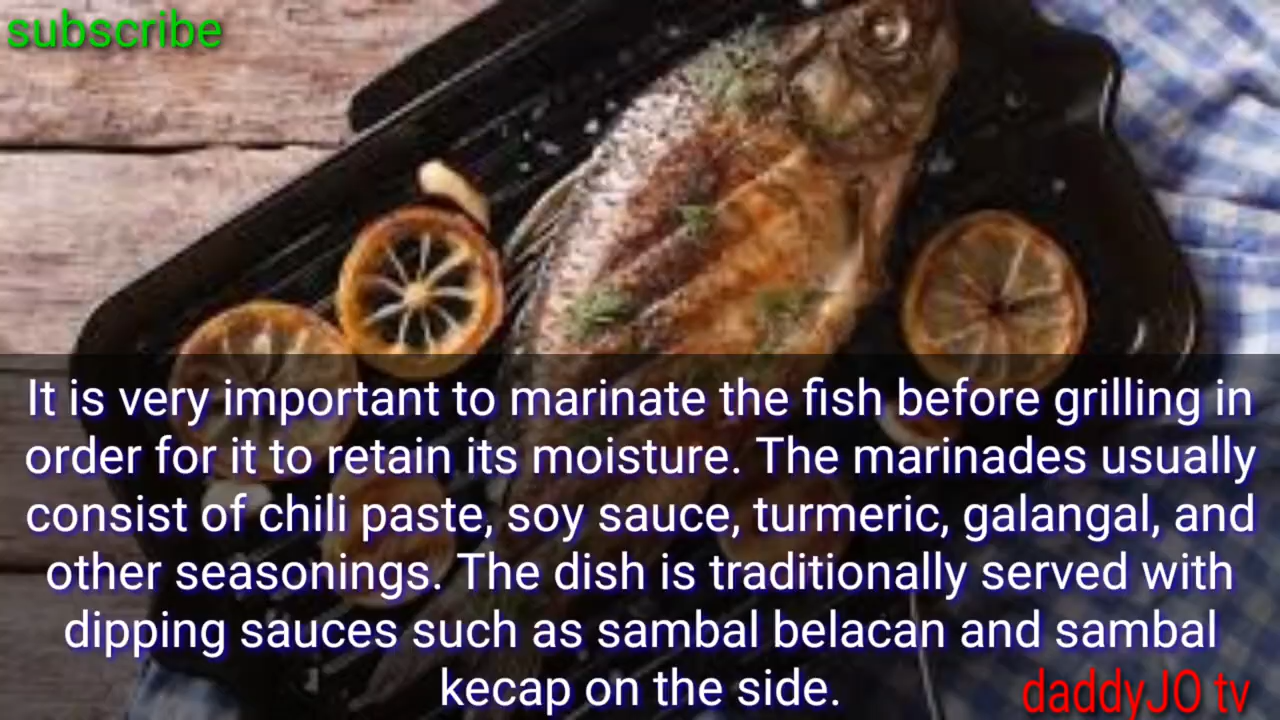 subscribe
It is very important to marinate the fish before grilling in
order for it to retain its moisture. The marinades usually
consist of chili paste, soy sauce, turmeric, galangal, and
other seasonings. The dish is traditionally served with
dipping sauces such as sambal belacan and sambal
kecap on the side.
daddyJO tv